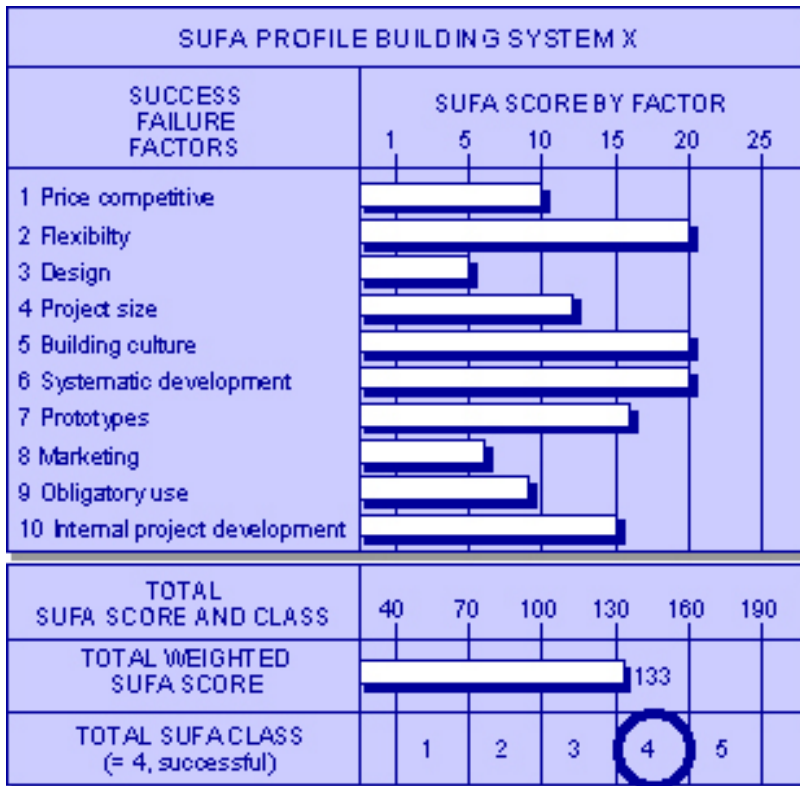 SUFA PROFILE BUILDING SYSTEM X
SUCCESS
FAILURE
FACTORS
SUFA SCORE BY FACTOR
1 5 10 15 20 25
1 Price competitive
2 Flexibilty
3 Design
4 Project size
5 Building culture
6 Systematic development
7 Prototypes
8 Marketing
9 Obligatory use
10 Internal project development
TOTAL
SUFA SCORE AND CLASS
40 70 100 130 160 190
TOTAL WEIGHTED
SUFA SCORE
133
TOTAL SUFA CLASS
(= 4, successful)
1 2 3 4 5